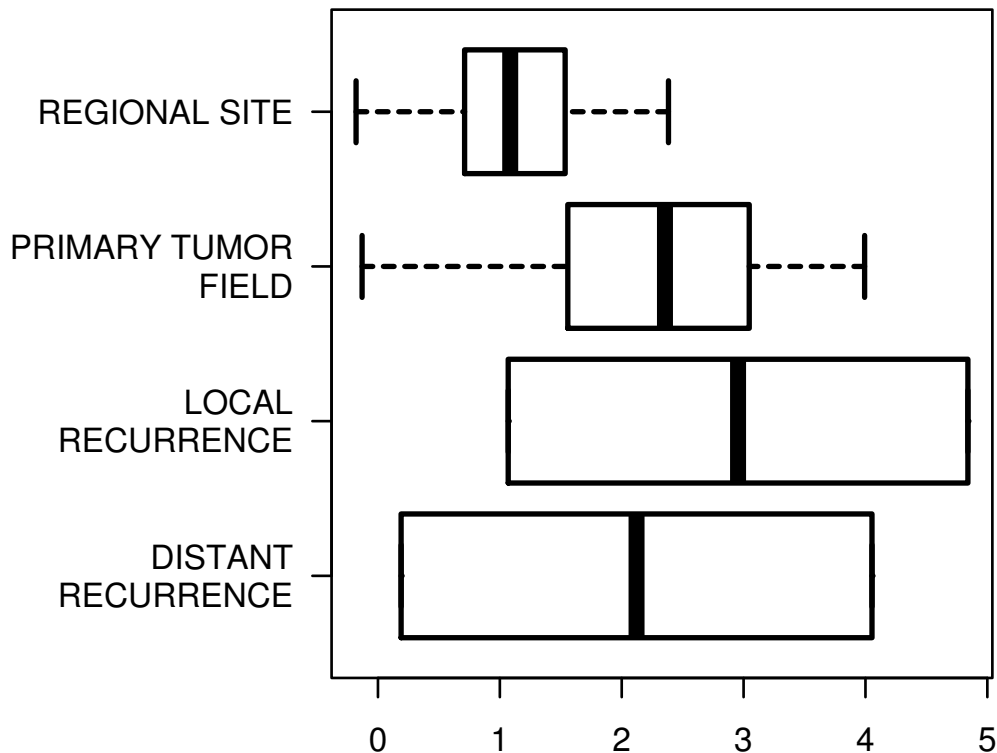 REGIONAL SITE
PRIMARY TUMOR
FIELD
LOCAL
RECURRENCE
DISTANT
RECURRENCE
0 1 2 3 4 5